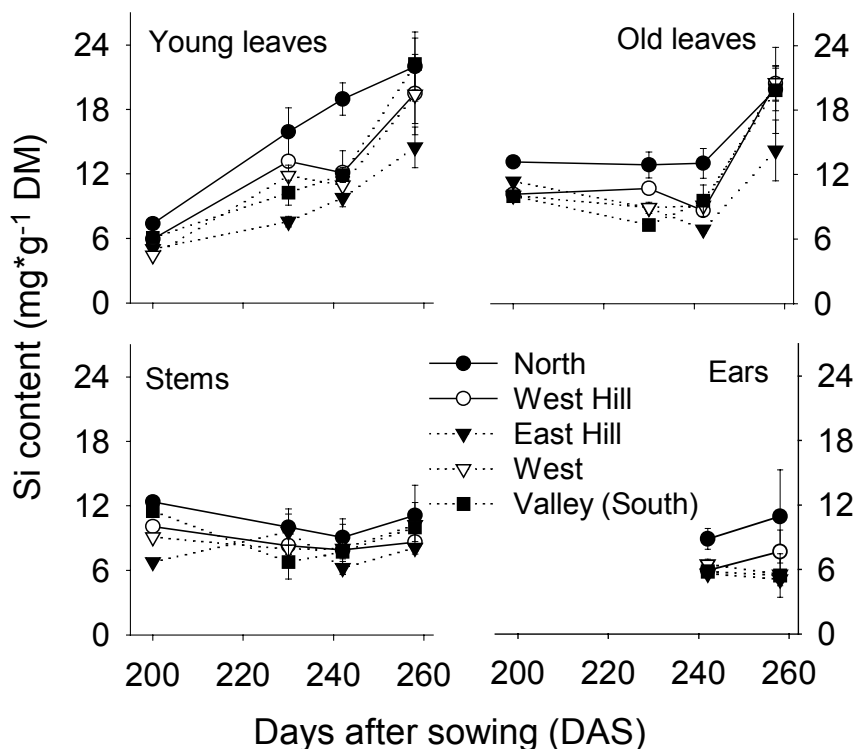 Young leaves
Old leaves
24
18
12
6
0
24
18
12
6
0
Si content (mg*g-1 DM)
Stems
Ears
North
West Hill
East Hill
West
Valley (South)
24
18
12
6
0
24
18
12
6
0
200 220 240 260
200 220 240 260
Days after sowing (DAS)